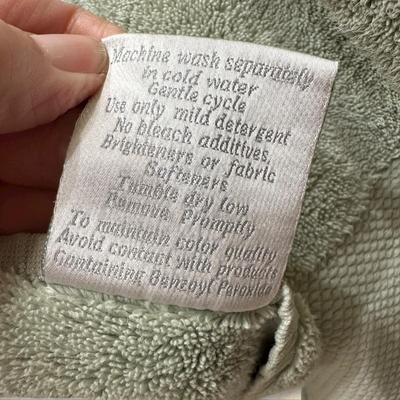 Machine wash separately
in cold water
Gentle cycle
Use only mild detergent
No bleach additives,
Brighteners or fabric
Softeners
Tumble dry low
Remove Promptly
To maintain color quality
Avoid contact with products
Containing Benzoyl Peroxide